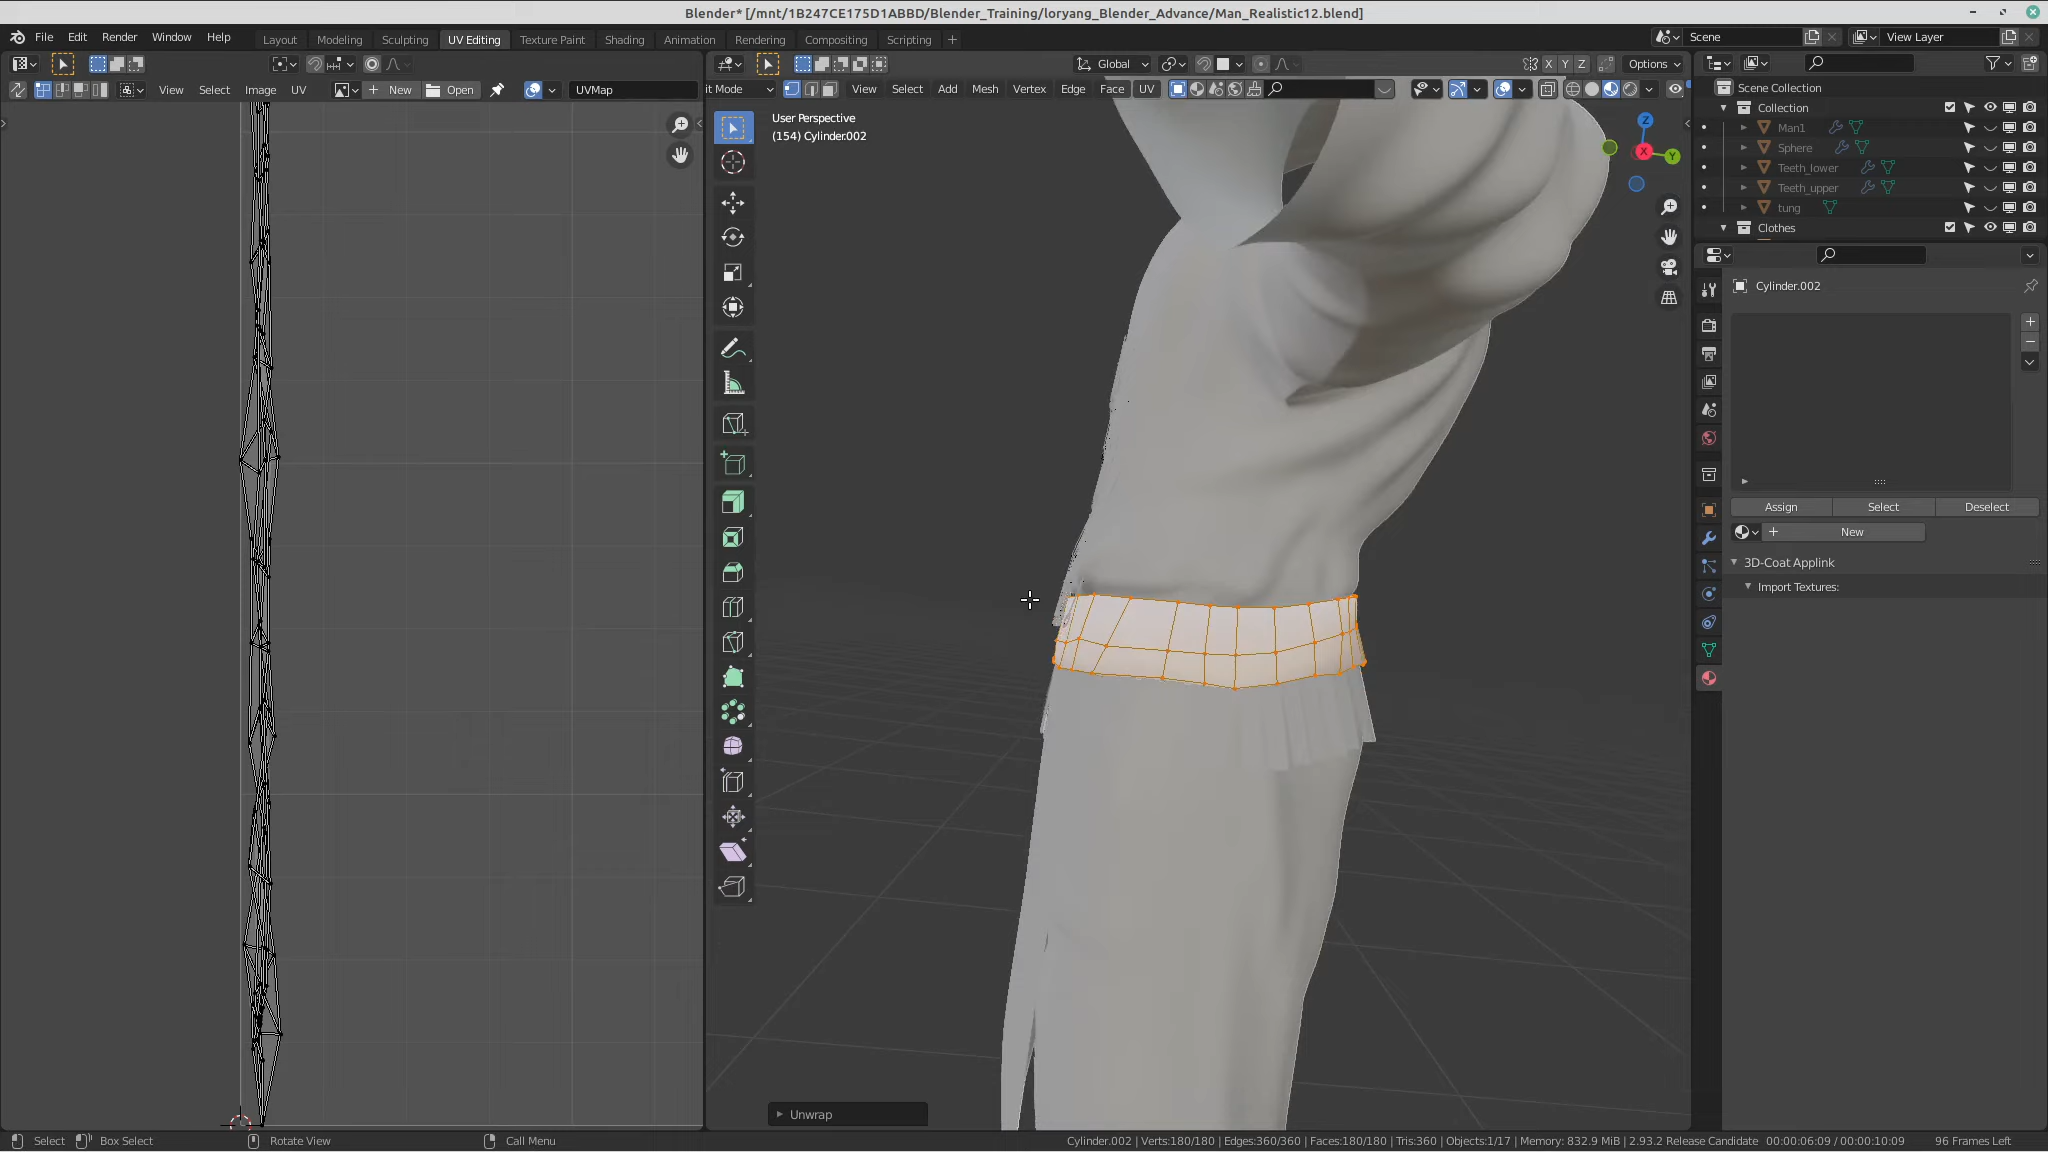 Blender* [/mnt/1B247CE175D1ABBD/Blender_Training/loryang_Blender_Advance/Man_Realistic12.blend]
File Edit Render Window Help Layout Modeling Sculpting UV Editing Texture Paint Shading Animation Rendering Compositing Scripting + Scene View Layer
Global Options X Y Z
View Select Image UV New Open UVMap it Mode View Select Add Mesh Vertex Edge Face UV
Scene Collection
Collection
Man1
Sphere
Teeth_lower
Teeth_upper
tung
Clothes
User Perspective
(154) Cylinder.002
Z
X
Y
Cylinder.002
Assign Select Deselect
New
3D-Coat Applink
Import Textures:
Unwrap
Select Box Select Rotate View Call Menu Cylinder.002 | Verts:180/180 | Edges:360/360 | Faces:180/180 | Tris:360 | Objects:1/17 | Memory: 832.9 MiB | 2.93.2 Release Candidate 00:00:06:09 / 00:00:10:09 96 Frames Left